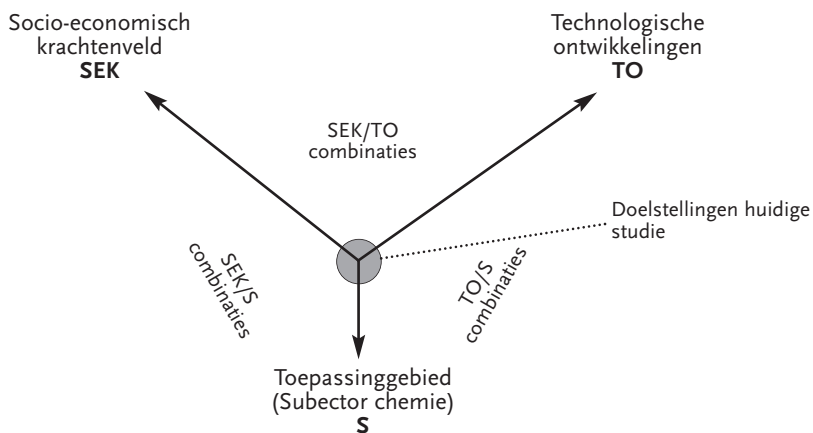 Socio-economisch
krachtenveld
SEK
Technologische
ontwikkelingen
TO
SEK/TO
combinaties
Doelstellingen huidige
studie
SEK/S
combinaties
TO/S
combinaties
Toepassinggebied
(Subector chemie)
S